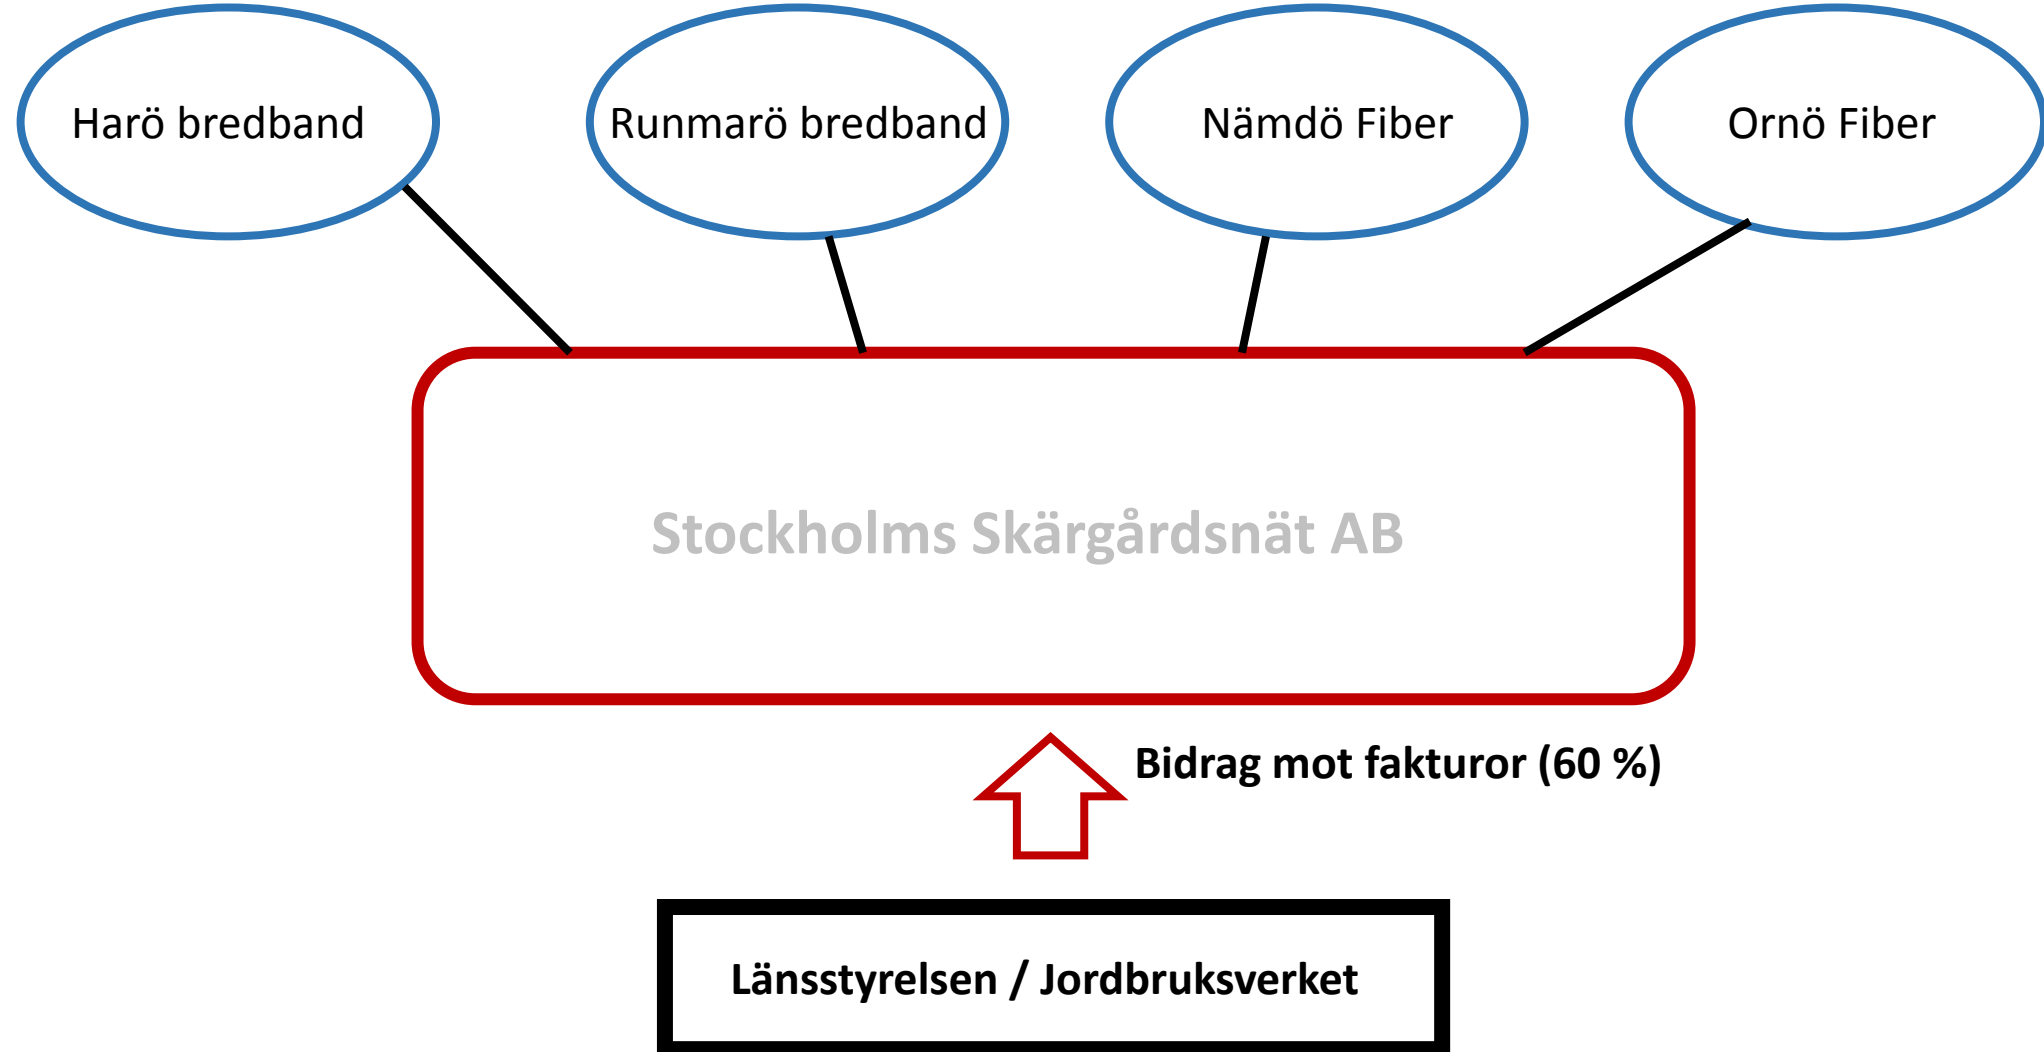 Harö bredband
Runmarö bredband
Nämdö Fiber
Ornö Fiber
Stockholms Skärgårdsnät AB
Bidrag mot fakturor (60 %)
Länsstyrelsen / Jordbruksverket